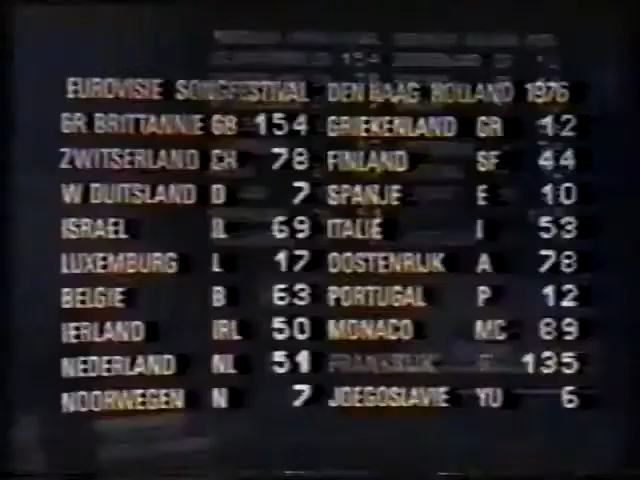 EUROVISIE SONGFESTIVAL DEN HAAG HOLLAND 1976
GR. BRITTANNIE GB 154 GRIEKENLAND GR 12
ZWITSERLAND CH 78 FINLAND SF 44
W DUITSLAND D 7 SPANJE E 10
ISRAEL IL 69 ITALIE I 53
LUXEMBURG L 17 OOSTENRIJK A 78
BELGIE B 63 PORTUGAL P 12
IERLAND IRL 50 MONACO MC 89
NEDERLAND NL 51 FRANKRIJK F 135
NOORWEGEN N 7 JOEGOSLAVIE YU 6